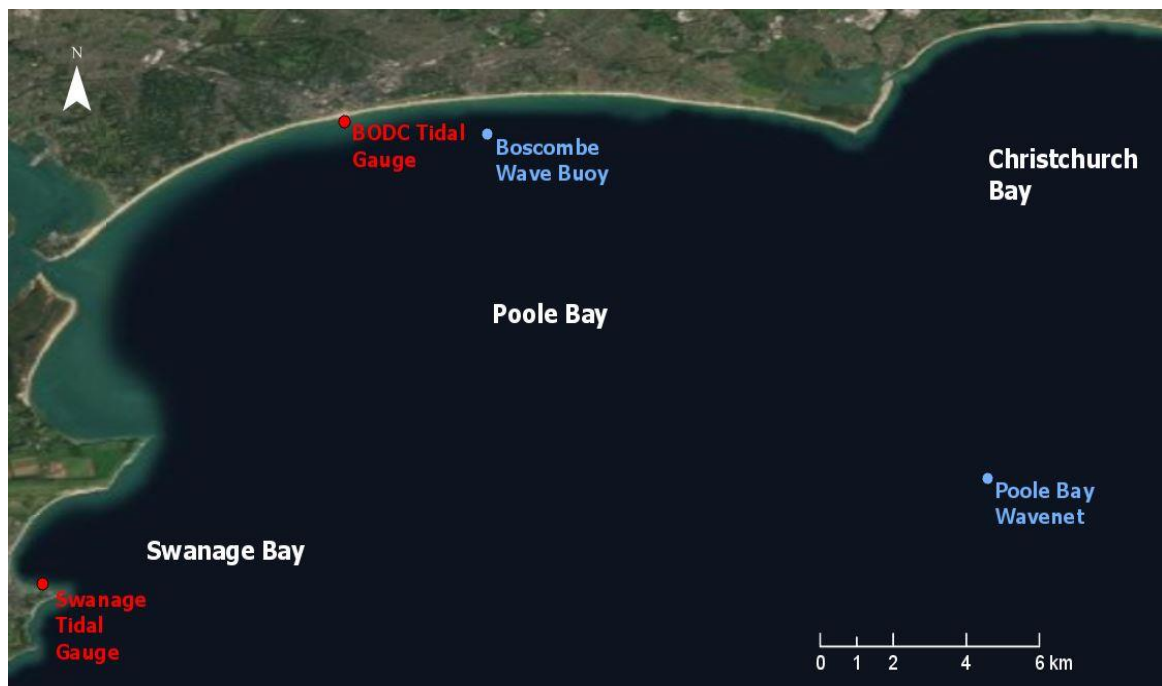 N
BODC Tidal
Gauge
Boscombe
Wave Buoy
Christchurch
Bay
Poole Bay
Poole Bay
Wavenet
Swanage Bay
Swanage
Tidal
Gauge
0 1 2 4 6 km